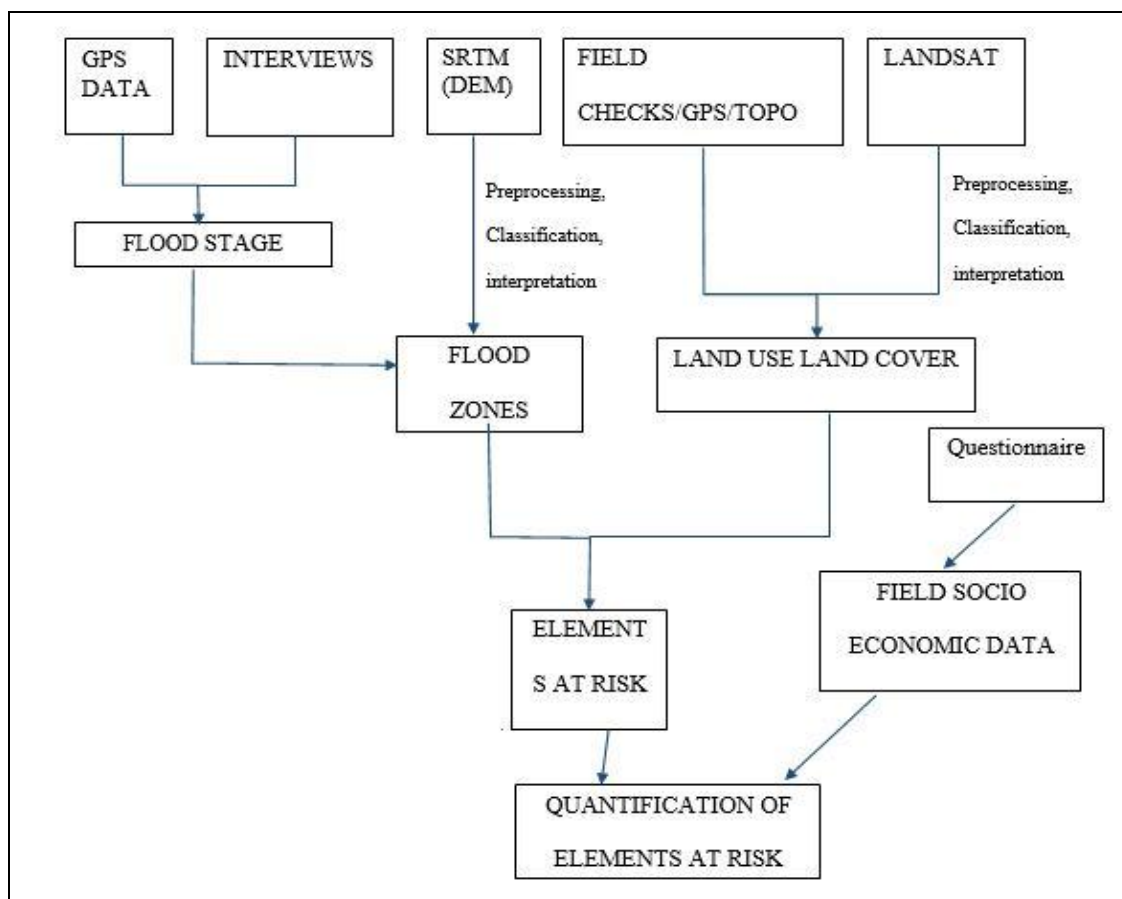 GPS
DATA
INTERVIEWS
SRTM
(DEM)
FIELD
CHECKS/GPS/TOPO
LANDSAT
Preprocessing,
Classification,
interpretation
Preprocessing,
Classification,
interpretation
FLOOD STAGE
FLOOD
ZONES
LAND USE LAND COVER
Questionnaire
FIELD SOCIO
ECONOMIC DATA
ELEMENT
S AT RISK
QUANTIFICATION OF
ELEMENTS AT RISK